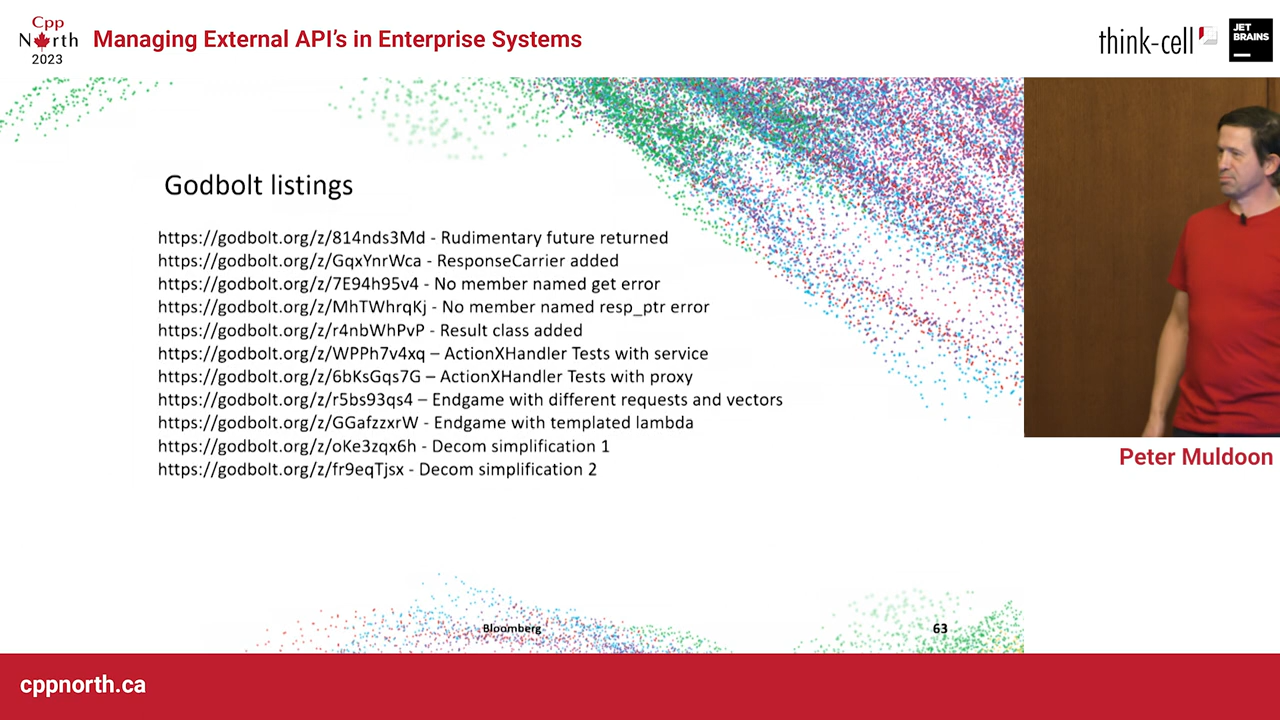 Cpp
North
2023
Managing External API's in Enterprise Systems
think-cell
JET
BRAINS
Godbolt listings
https://godbolt.org/z/814nds3Md - Rudimentary future returned
https://godbolt.org/z/GqxYnrWca - ResponseCarrier added
https://godbolt.org/z/7E94h95v4 - No member named get error
https://godbolt.org/z/MhTWhrqKj - No member named resp_ptr error
https://godbolt.org/z/r4nbWhPvP - Result class added
https://godbolt.org/z/WPPh7v4xq – ActionXHandler Tests with service
https://godbolt.org/z/6bKsGqs7G – ActionXHandler Tests with proxy
https://godbolt.org/z/r5bs93qs4 – Endgame with different requests and vectors
https://godbolt.org/z/GGafzzxrW - Endgame with templated lambda
https://godbolt.org/z/oKe3zqx6h - Decom simplification 1
https://godbolt.org/z/fr9eqTjsx - Decom simplification 2
Peter Muldoon
Bloomberg
63
cppnorth.ca